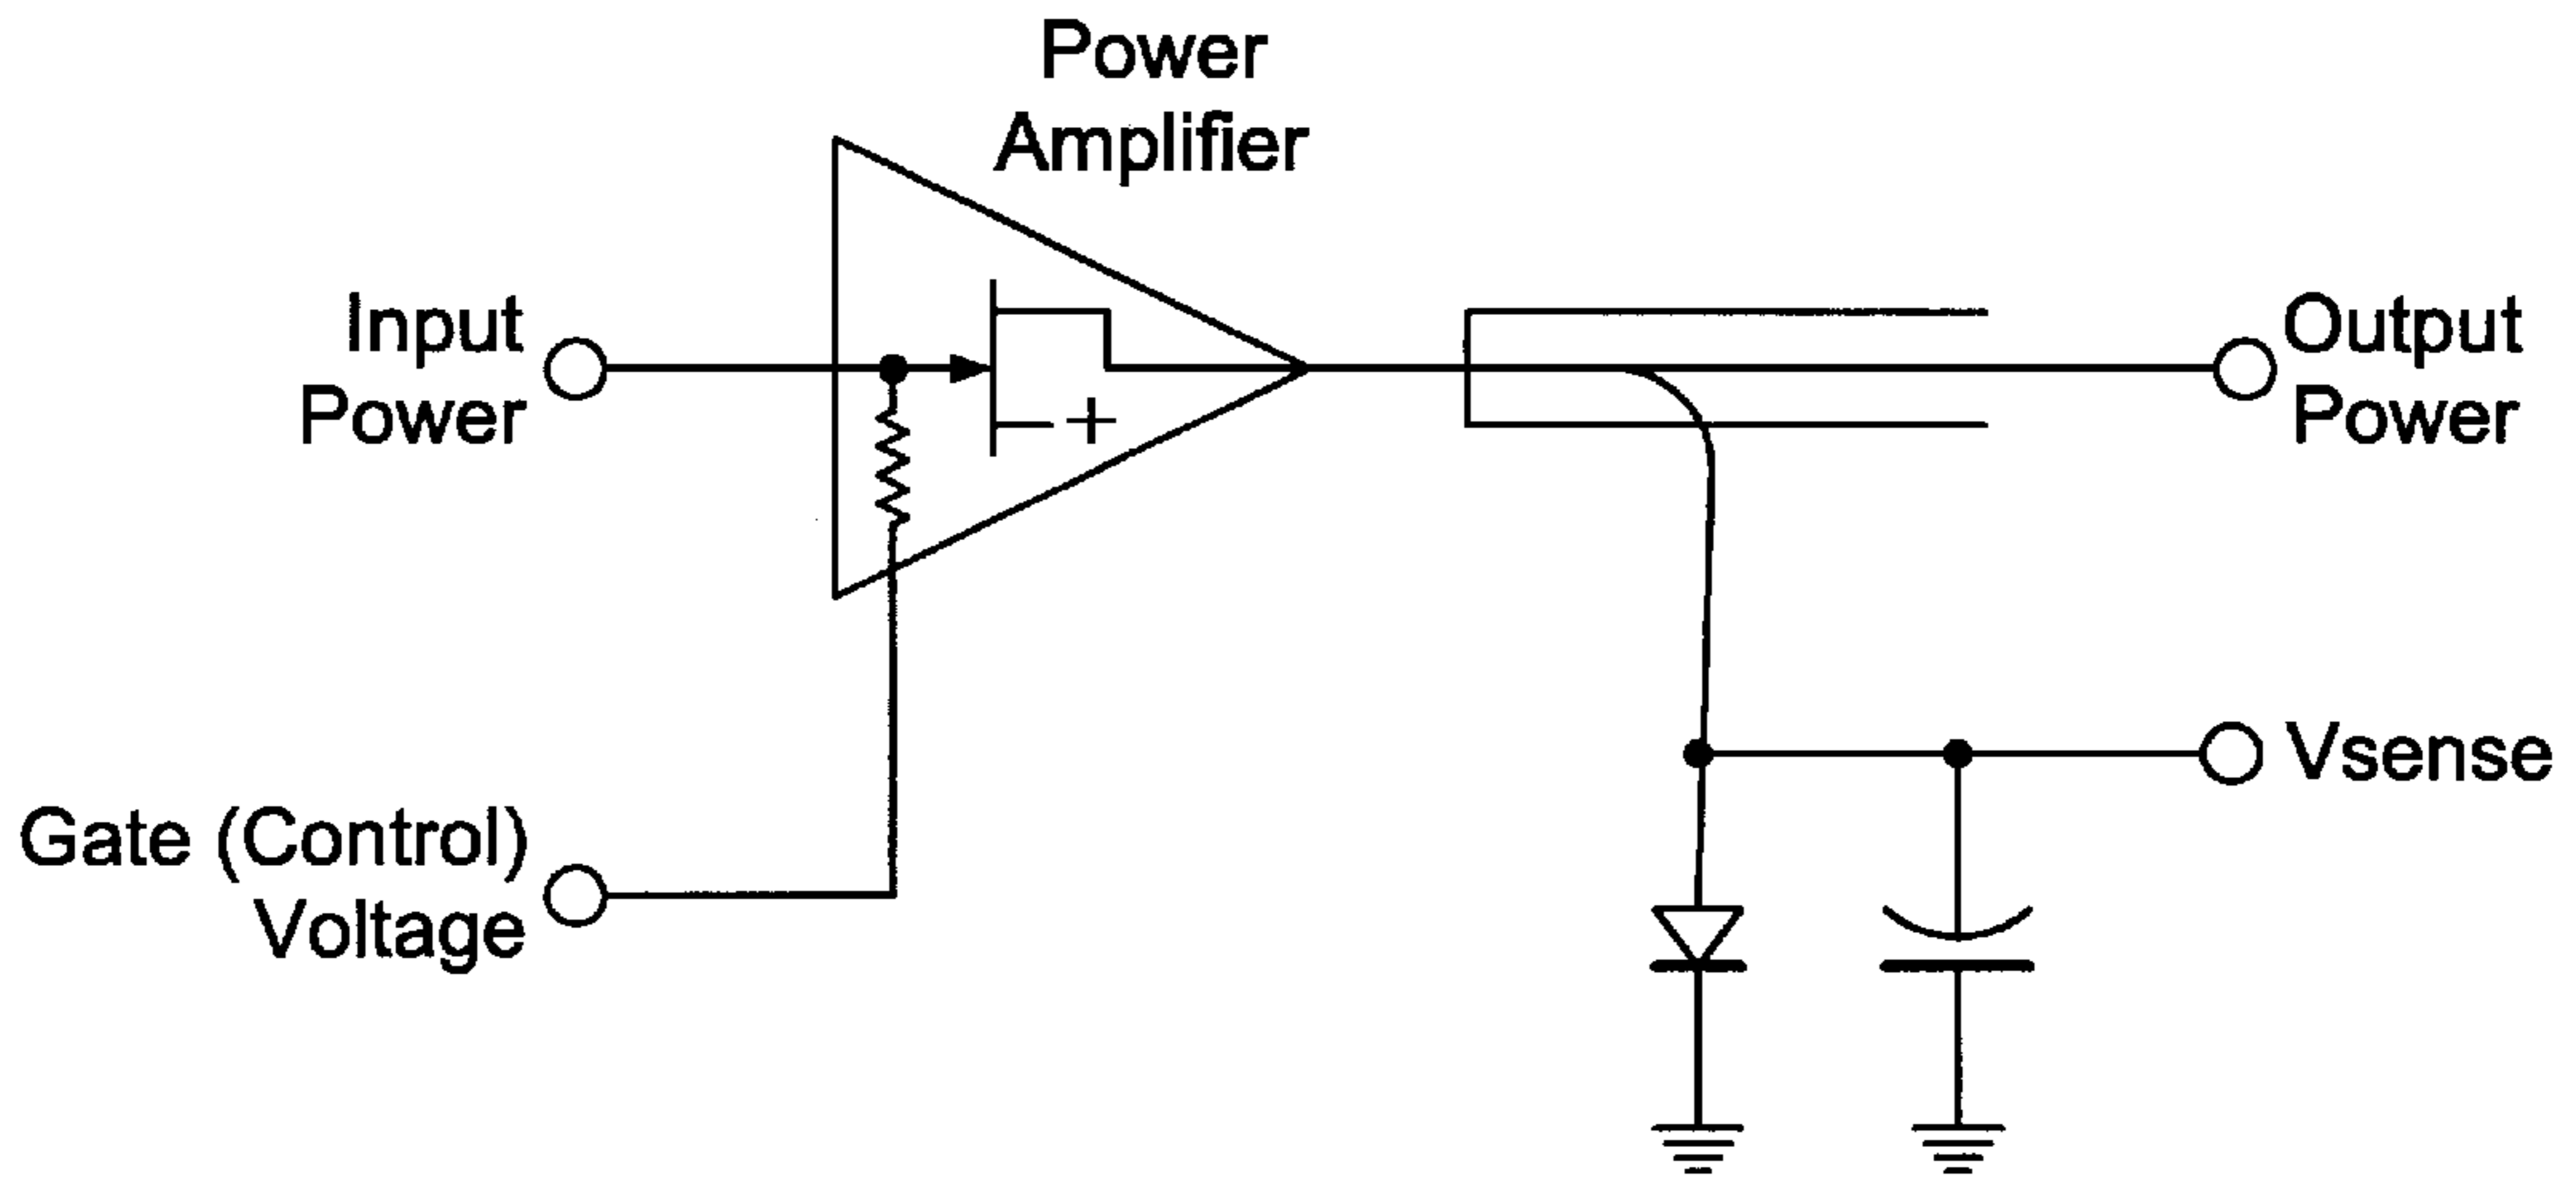 Power
Amplifier
Input
Power
Output
Power
Vsense
Gate (Control)
Voltage